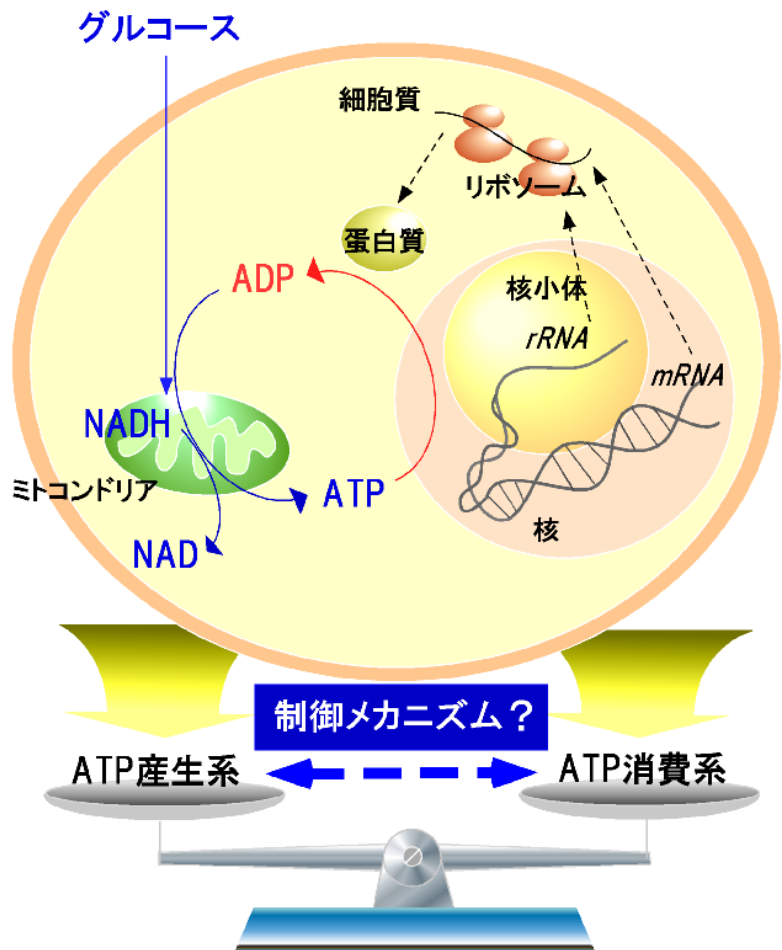 グルコース
細胞質
リボソーム
蛋白質
ADP
核小体
rRNA
mRNA
NADH
ミトコンドリア
ATP
核
NAD
制御メカニズム？
ATP産生系
ATP消費系